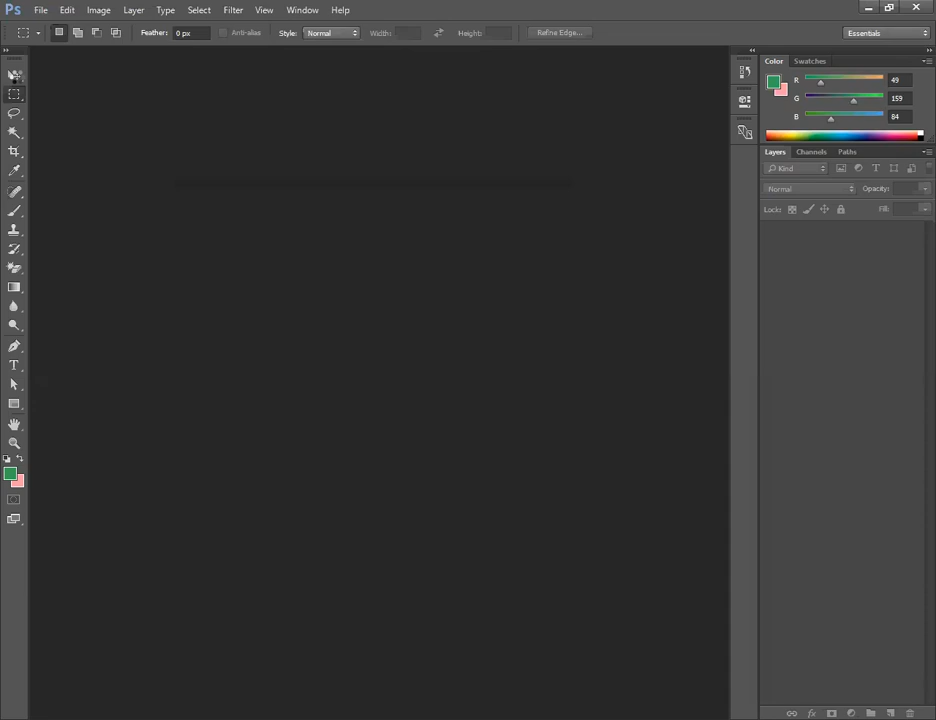 Ps File Edit Image Layer Type Select Filter View Window Help
Feather: 0 px Anti-alias Style: Normal Width: Height: Refine Edge... Essentials
Color Swatches
R 49
G 159
B 84
Layers Channels Paths
Kind
Normal Opacity:
Lock: Fill: